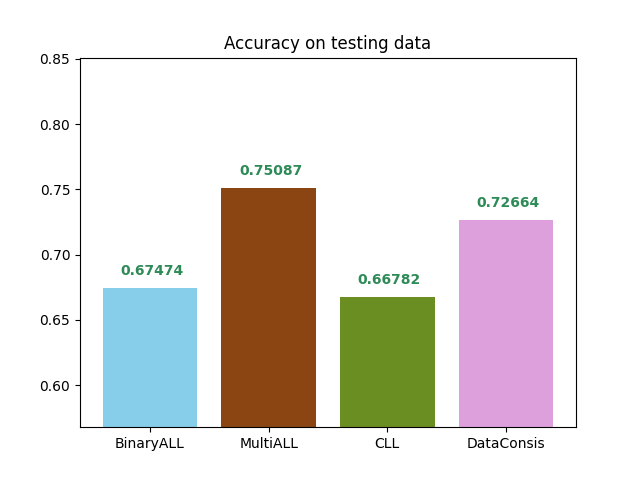 Accuracy on testing data
0.85
0.80
0.75
0.70
0.65
0.60
0.67474
0.75087
0.66782
0.72664
BinaryALL
MultiALL
CLL
DataConsis